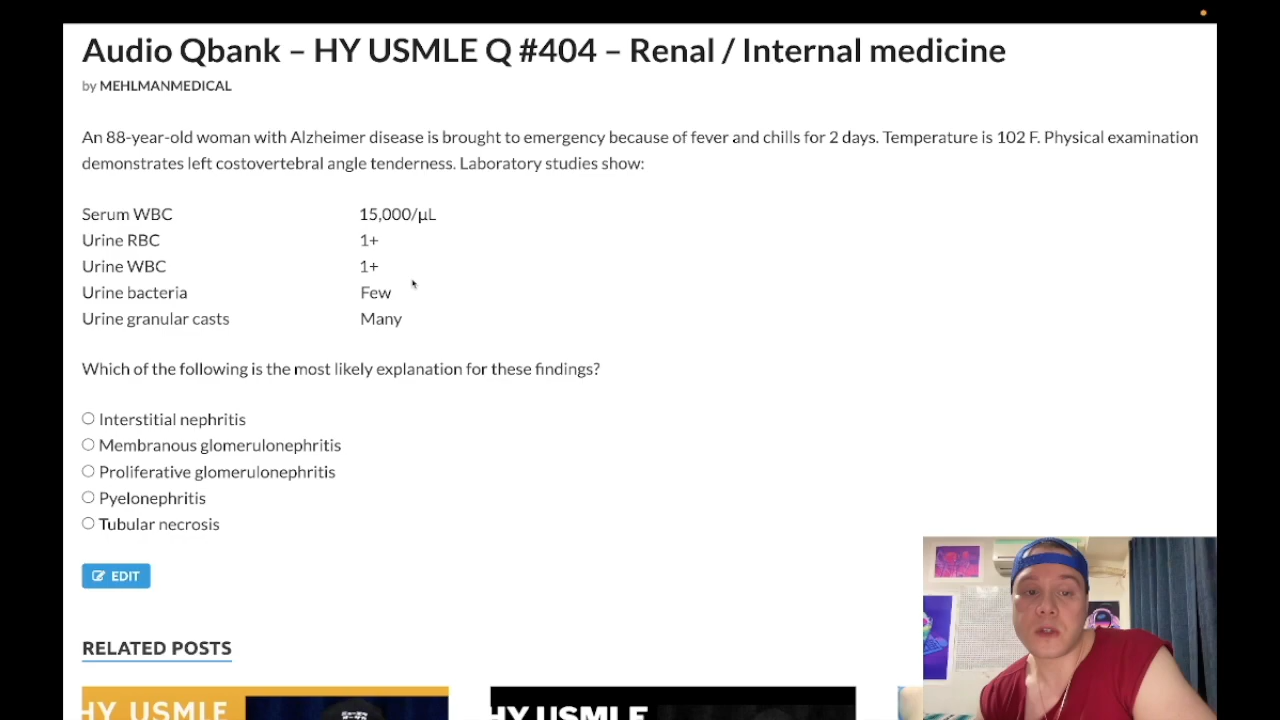 Audio Qbank – HY USMLE Q #404 – Renal / Internal medicine
by MEHLMANMEDICAL
An 88-year-old woman with Alzheimer disease is brought to emergency because of fever and chills for 2 days. Temperature is 102 F. Physical examination
demonstrates left costovertebral angle tenderness. Laboratory studies show:
Serum WBC 15,000/μL
Urine RBC 1+
Urine WBC 1+
Urine bacteria Few
Urine granular casts Many
Which of the following is the most likely explanation for these findings?
Interstitial nephritis
Membranous glomerulonephritis
Proliferative glomerulonephritis
Pyelonephritis
Tubular necrosis
EDIT
RELATED POSTS
HY USMLE
HY USMLE